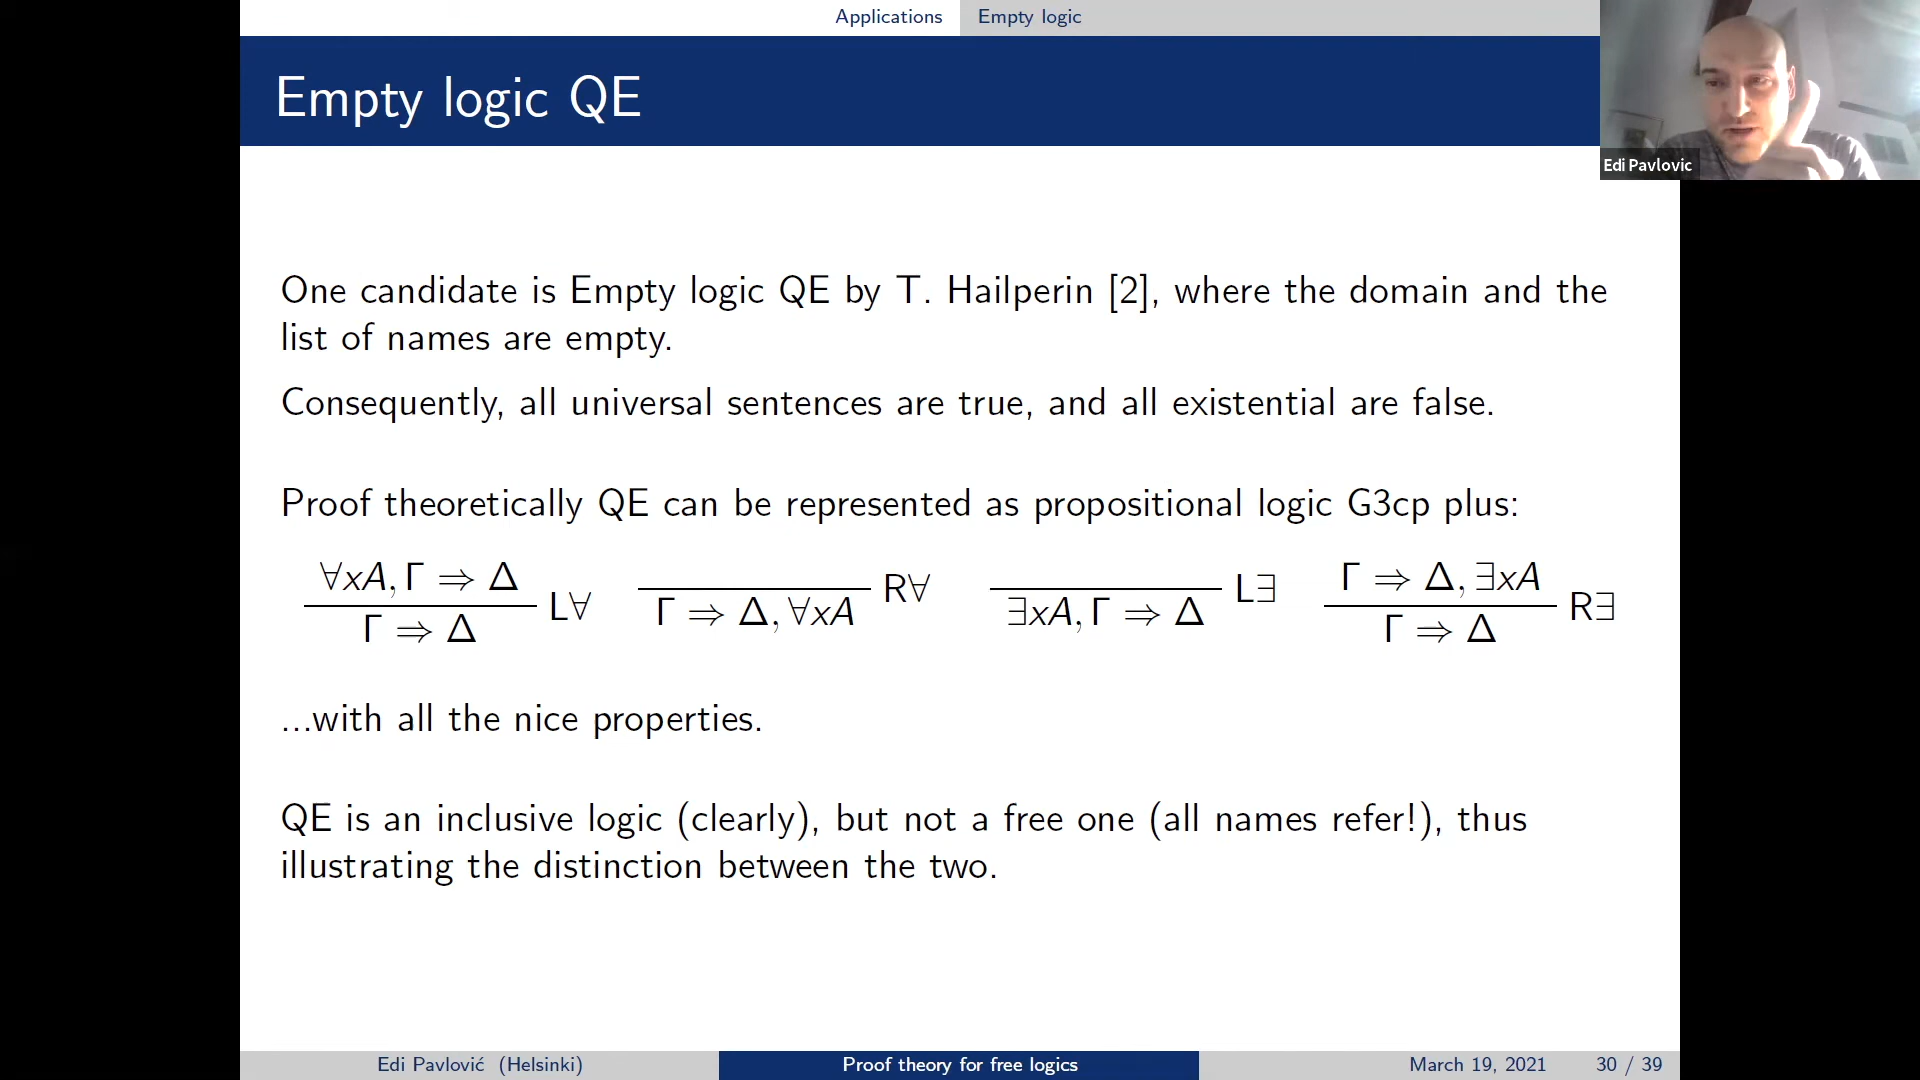 Applications Empty logic
Empty logic QE
Edi Pavlovic
One candidate is Empty logic QE by T. Hailperin [2], where the domain and the
list of names are empty.
Consequently, all universal sentences are true, and all existential are false.
Proof theoretically QE can be represented as propositional logic G3cp plus:
∀xA, Γ ⇒ Δ
Γ ⇒ Δ
L∀
Γ ⇒ Δ, ∀xA
R∀
∃xA, Γ ⇒ Δ
L∃
Γ ⇒ Δ, ∃xA
Γ ⇒ Δ
R∃
...with all the nice properties.
QE is an inclusive logic (clearly), but not a free one (all names refer!), thus
illustrating the distinction between the two.
Edi Pavlović (Helsinki) Proof theory for free logics March 19, 2021 30 / 39